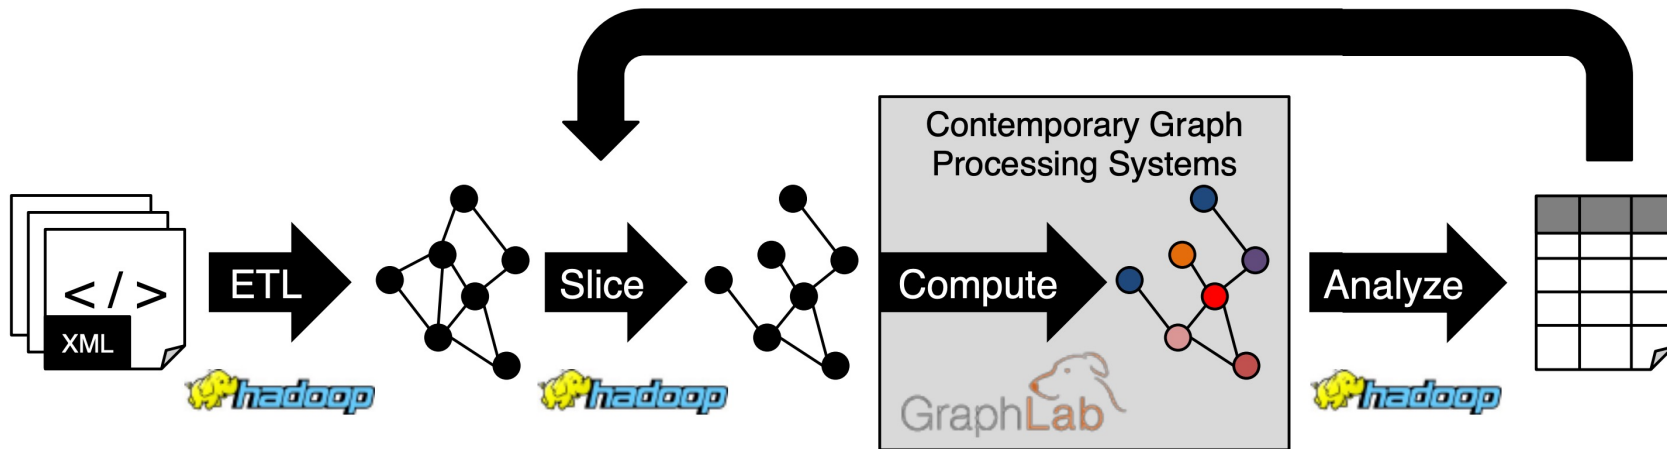 Contemporary Graph
Processing Systems
</>
XML
ETL
Slice
Compute
Analyze
hadoop
hadoop
GraphLab
hadoop